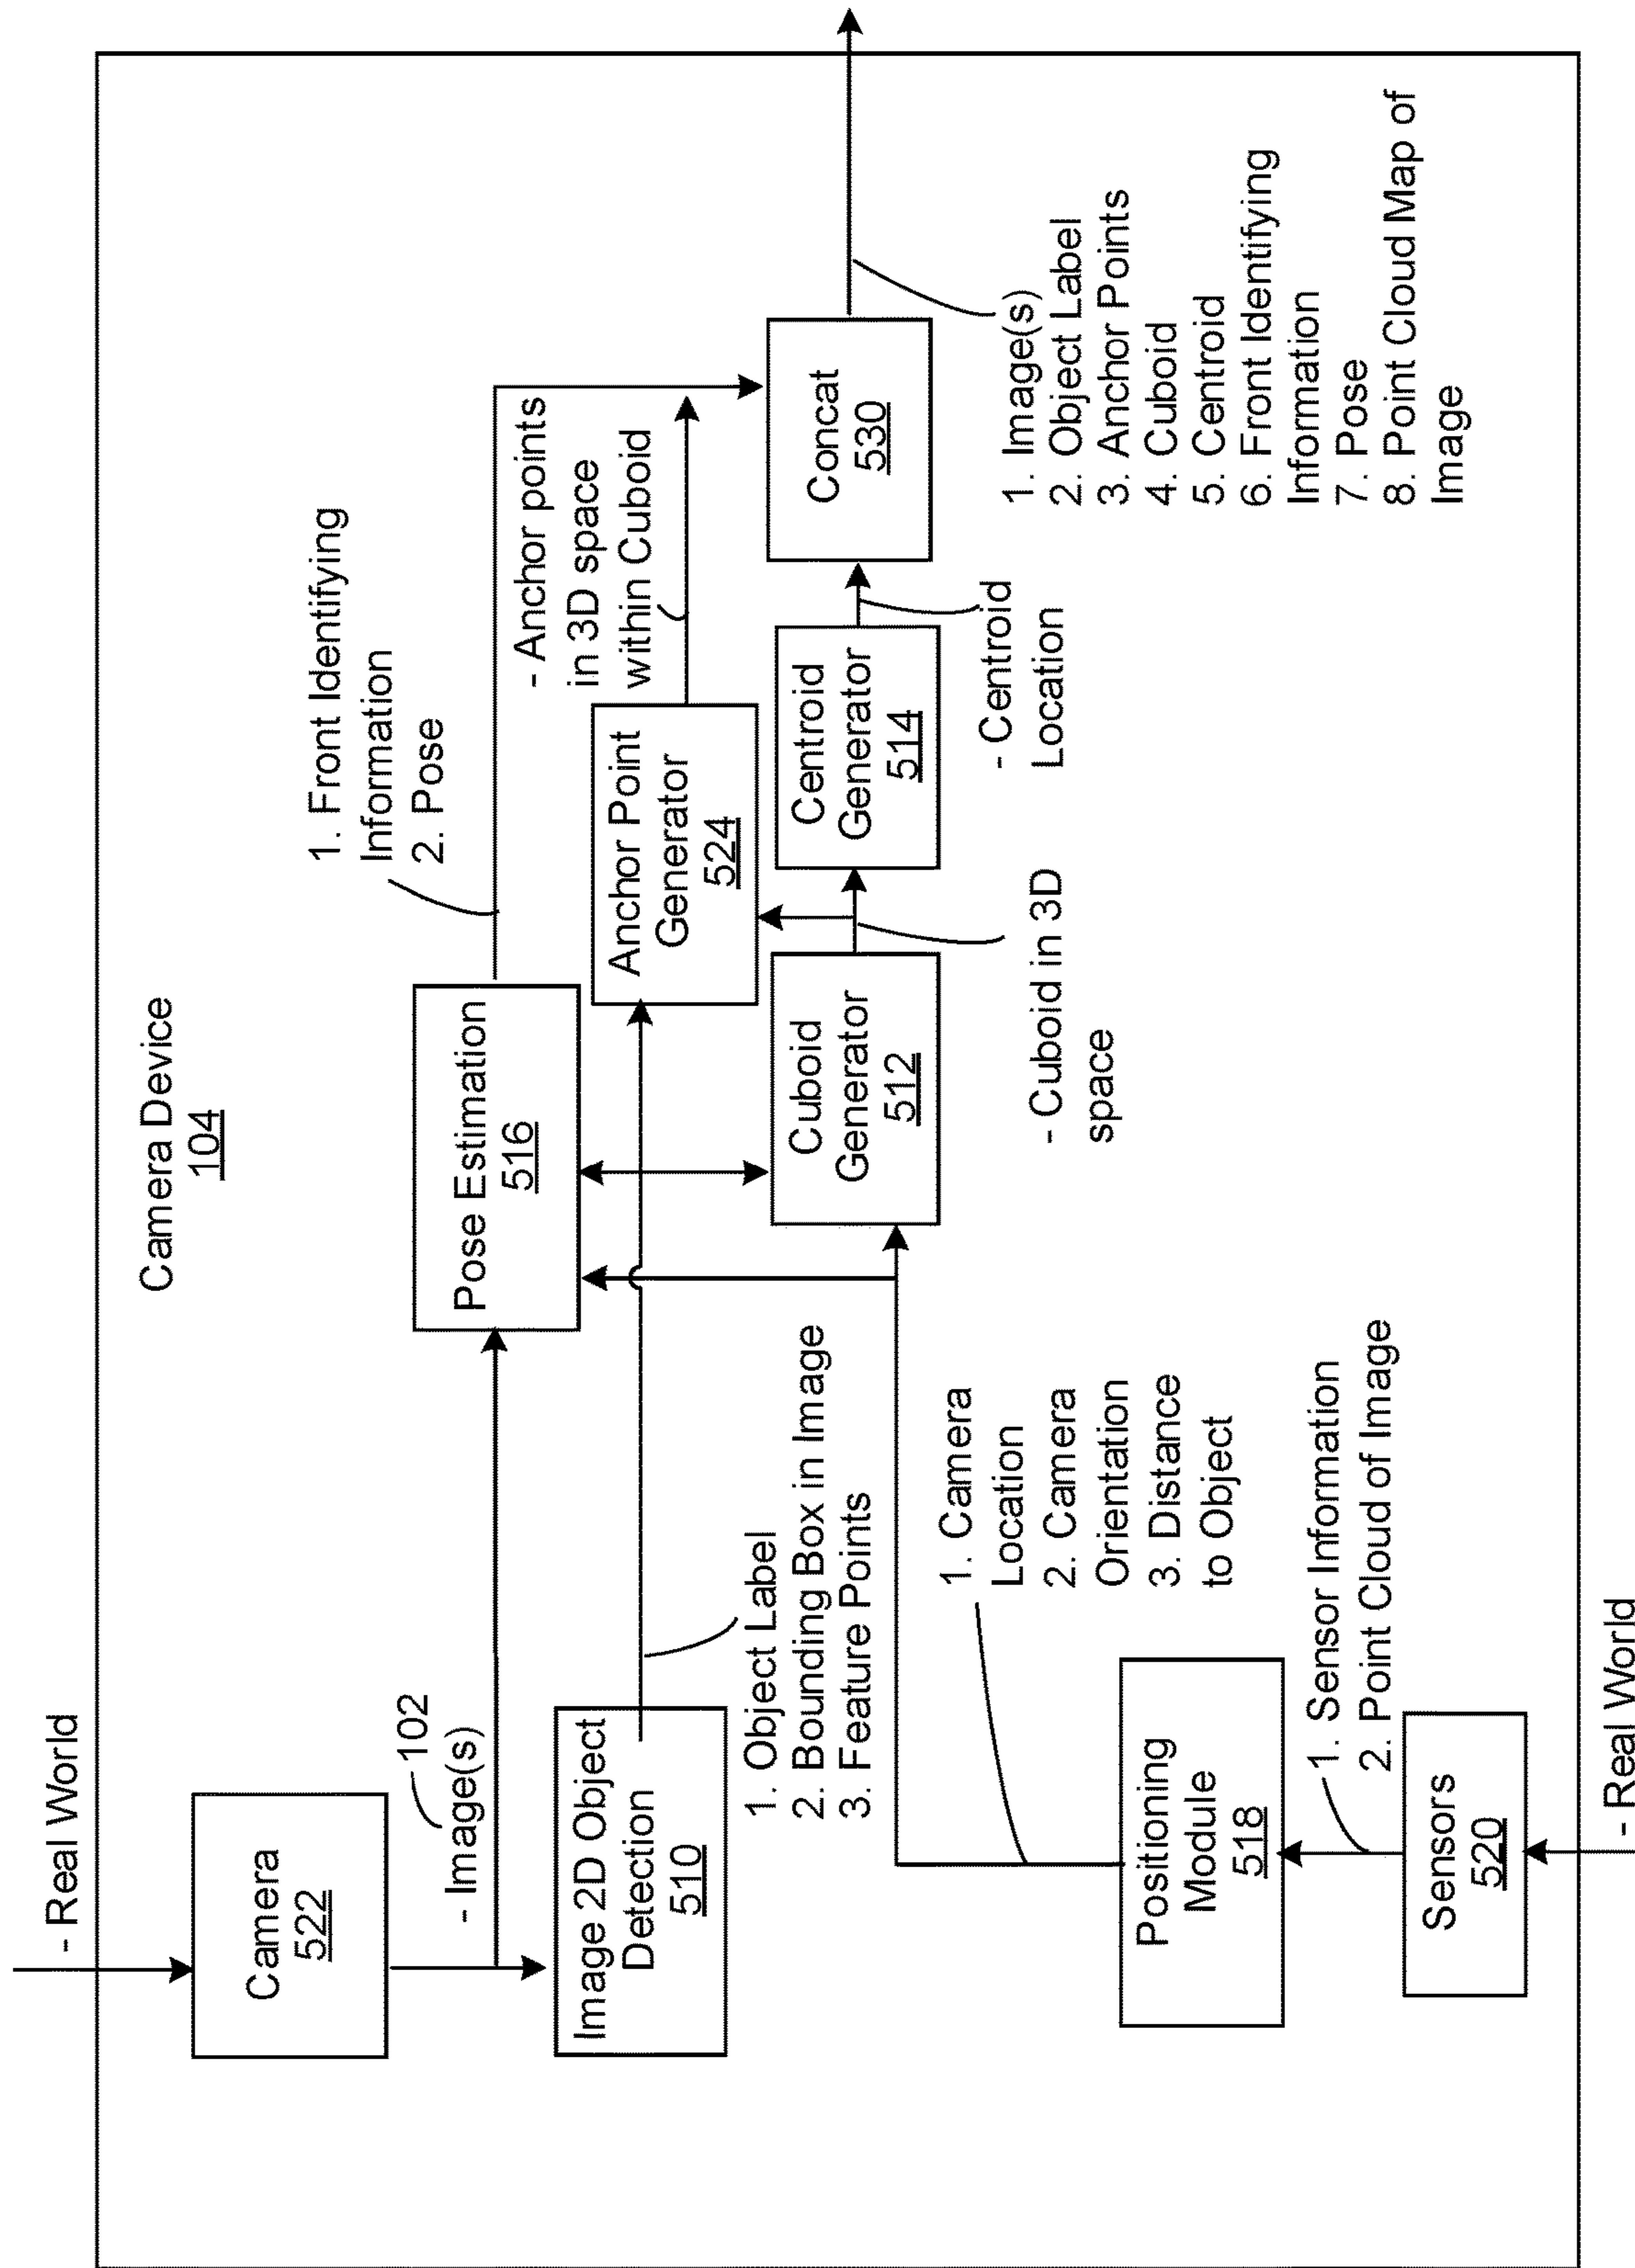 Camera Device
104
- Real World
Camera
522
102
- Image(s)
Image 2D Object
Detection
510
1. Object Label
2. Bounding Box in Image
3. Feature Points
Pose Estimation
516
1. Front Identifying
Information
2. Pose
Anchor Point
Generator
524
- Anchor points
in 3D space
within Cuboid
Cuboid
Generator
512
- Cuboid in 3D
space
Centroid
Generator
514
- Centroid
Location
Concat
530
1. Image(s)
2. Object Label
3. Anchor Points
4. Cuboid
5. Centroid
6. Front Identifying
Information
7. Pose
8. Point Cloud Map of
Image
1. Camera
Location
2. Camera
Orientation
3. Distance
to Object
Positioning
Module
518
1. Sensor Information
2. Point Cloud of Image
Sensors
520
- Real World